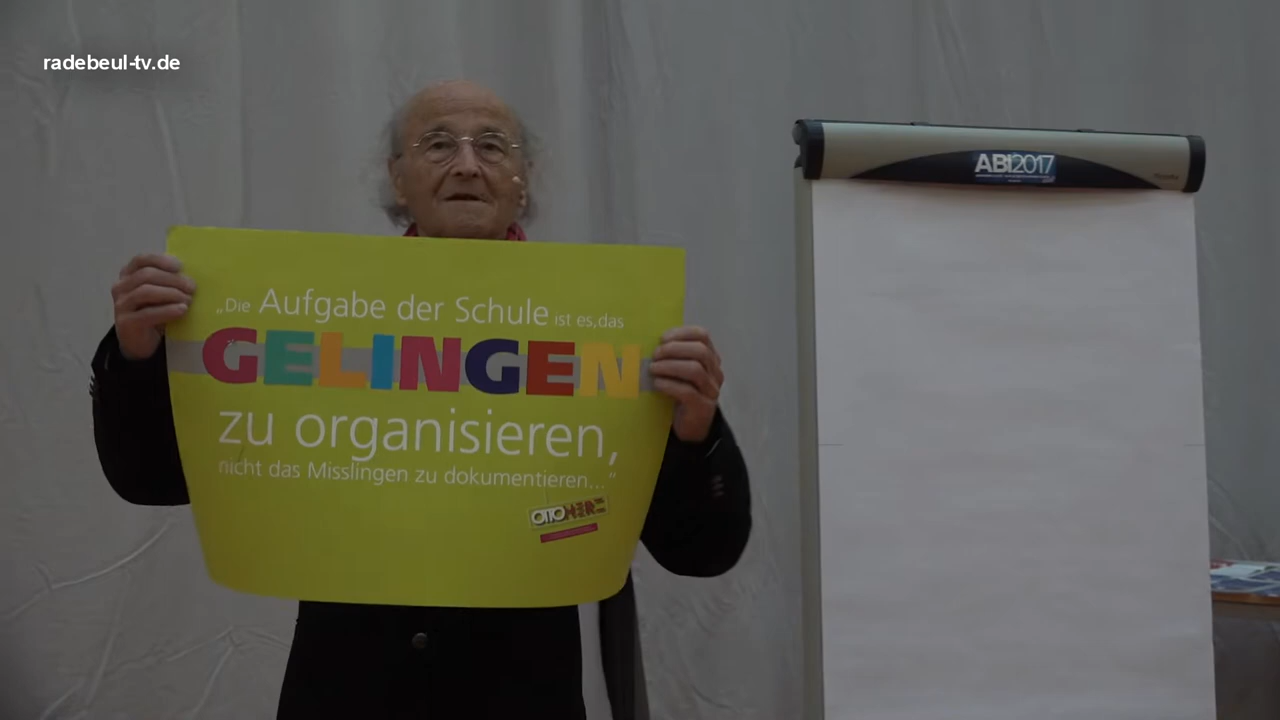 radebeul-tv.de
ABI2017
„Die Aufgabe der Schule ist es,das
GELINGEN
zu organisieren,
nicht das Misslingen zu dokumentieren..."
OTTO HERZ